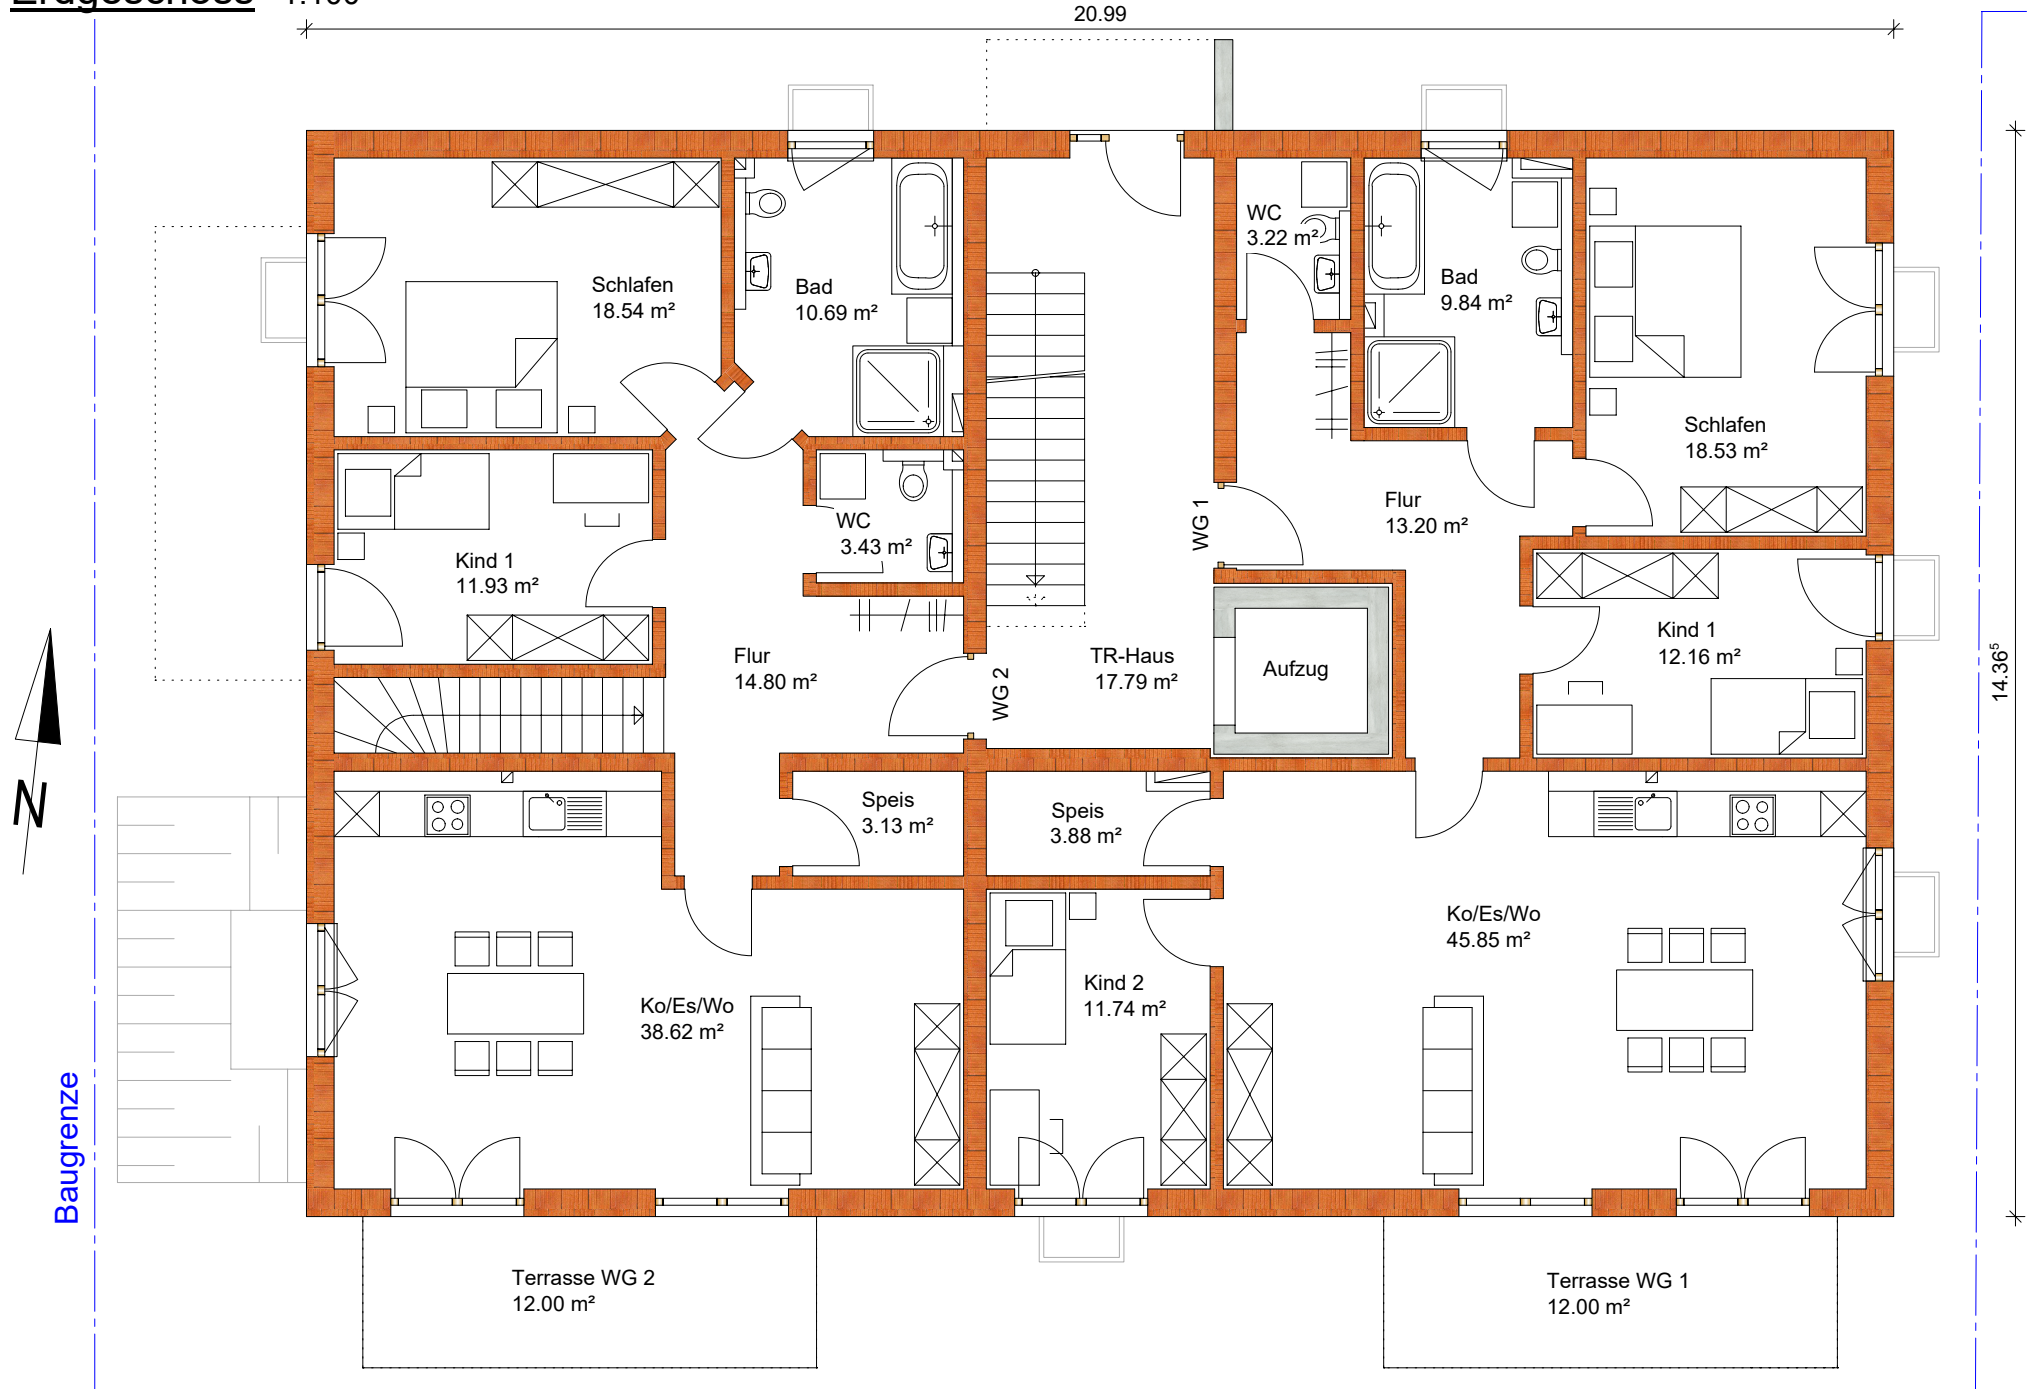 Erdgeschoss 1:100
20.99
WC
3.22 m²
Bad
9.84 m²
Schlafen
18.54 m²
Bad
10.69 m²
Schlafen
18.53 m²
Flur
13.20 m²
WG 1
WC
3.43 m²
Kind 1
11.93 m²
Kind 1
12.16 m²
Flur
14.80 m²
WG 2
TR-Haus
17.79 m²
Aufzug
14.36⁵
N
Speis
3.13 m²
Speis
3.88 m²
Ko/Es/Wo
45.85 m²
Kind 2
11.74 m²
Ko/Es/Wo
38.62 m²
Baugrenze
Terrasse WG 2
12.00 m²
Terrasse WG 1
12.00 m²